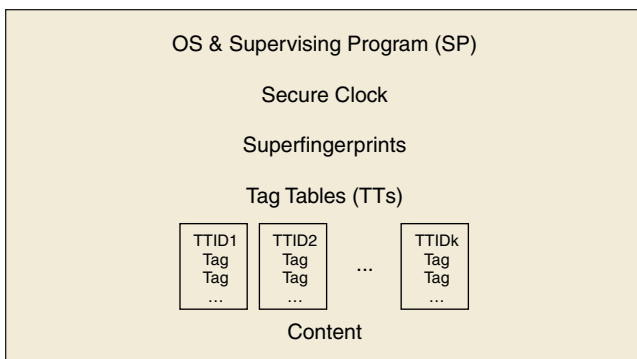 OS & Supervising Program (SP)
Secure Clock
Superfingerprints
Tag Tables (TTs)
TTID1 TTID2 TTIDk
Tag Tag Tag
Tag Tag ... Tag
... ... ...
Content